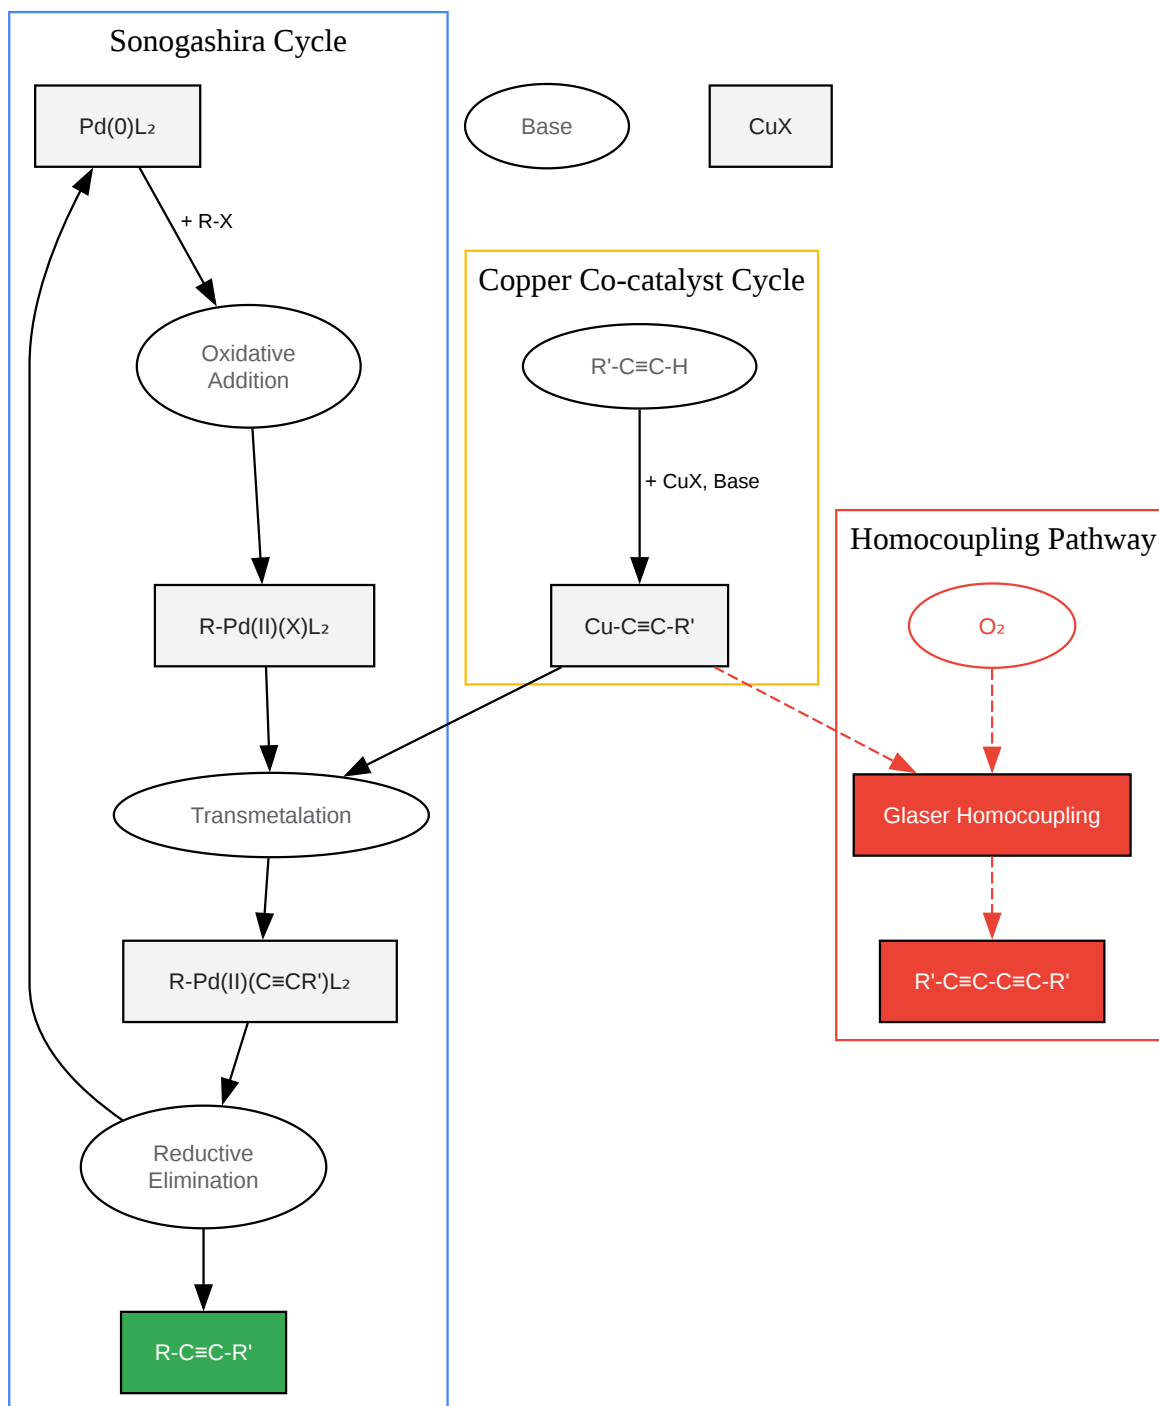 Sonogashira Cycle
Pd(0)L₂
Base
CuX
+ R-X
Copper Co-catalyst Cycle
Oxidative
Addition
R'-C≡C-H
+ CuX, Base
Homocoupling Pathway
R-Pd(II)(X)L₂
Cu-C≡C-R'
O₂
Transmetalation
Glaser Homocoupling
R-Pd(II)(C≡CR')L₂
R'-C≡C-C≡C-R'
Reductive
Elimination
R-C≡C-R'